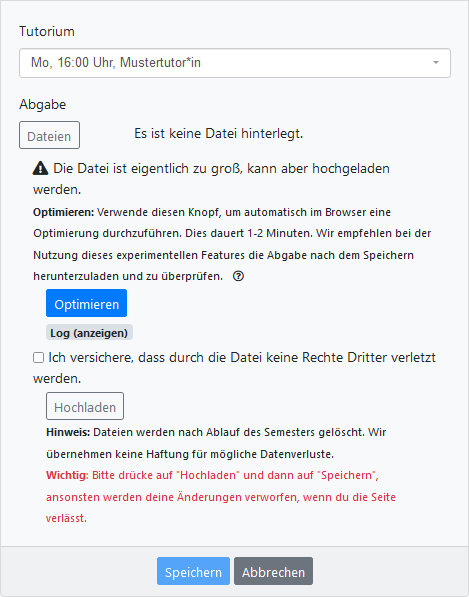 Tutorium
Mo, 16:00 Uhr, Mustertutor*in
Abgabe
Dateien
Es ist keine Datei hinterlegt.
Die Datei ist eigentlich zu groß, kann aber hochgeladen
werden.
Optimieren: Verwende diesen Knopf, um automatisch im Browser eine
Optimierung durchzuführen. Dies dauert 1-2 Minuten. Wir empfehlen bei der
Nutzung dieses experimentellen Features die Abgabe nach dem Speichern
herunterzuladen und zu überprüfen.
Optimieren
Log (anzeigen)
Ich versichere, dass durch die Datei keine Rechte Dritter verletzt
werden.
Hochladen
Hinweis: Dateien werden nach Ablauf des Semesters gelöscht. Wir
übernehmen keine Haftung für mögliche Datenverluste.
Wichtig: Bitte drücke auf "Hochladen" und dann auf "Speichern",
ansonsten werden deine Änderungen verworfen, wenn du die Seite
verlässt.
Speichern
Abbrechen